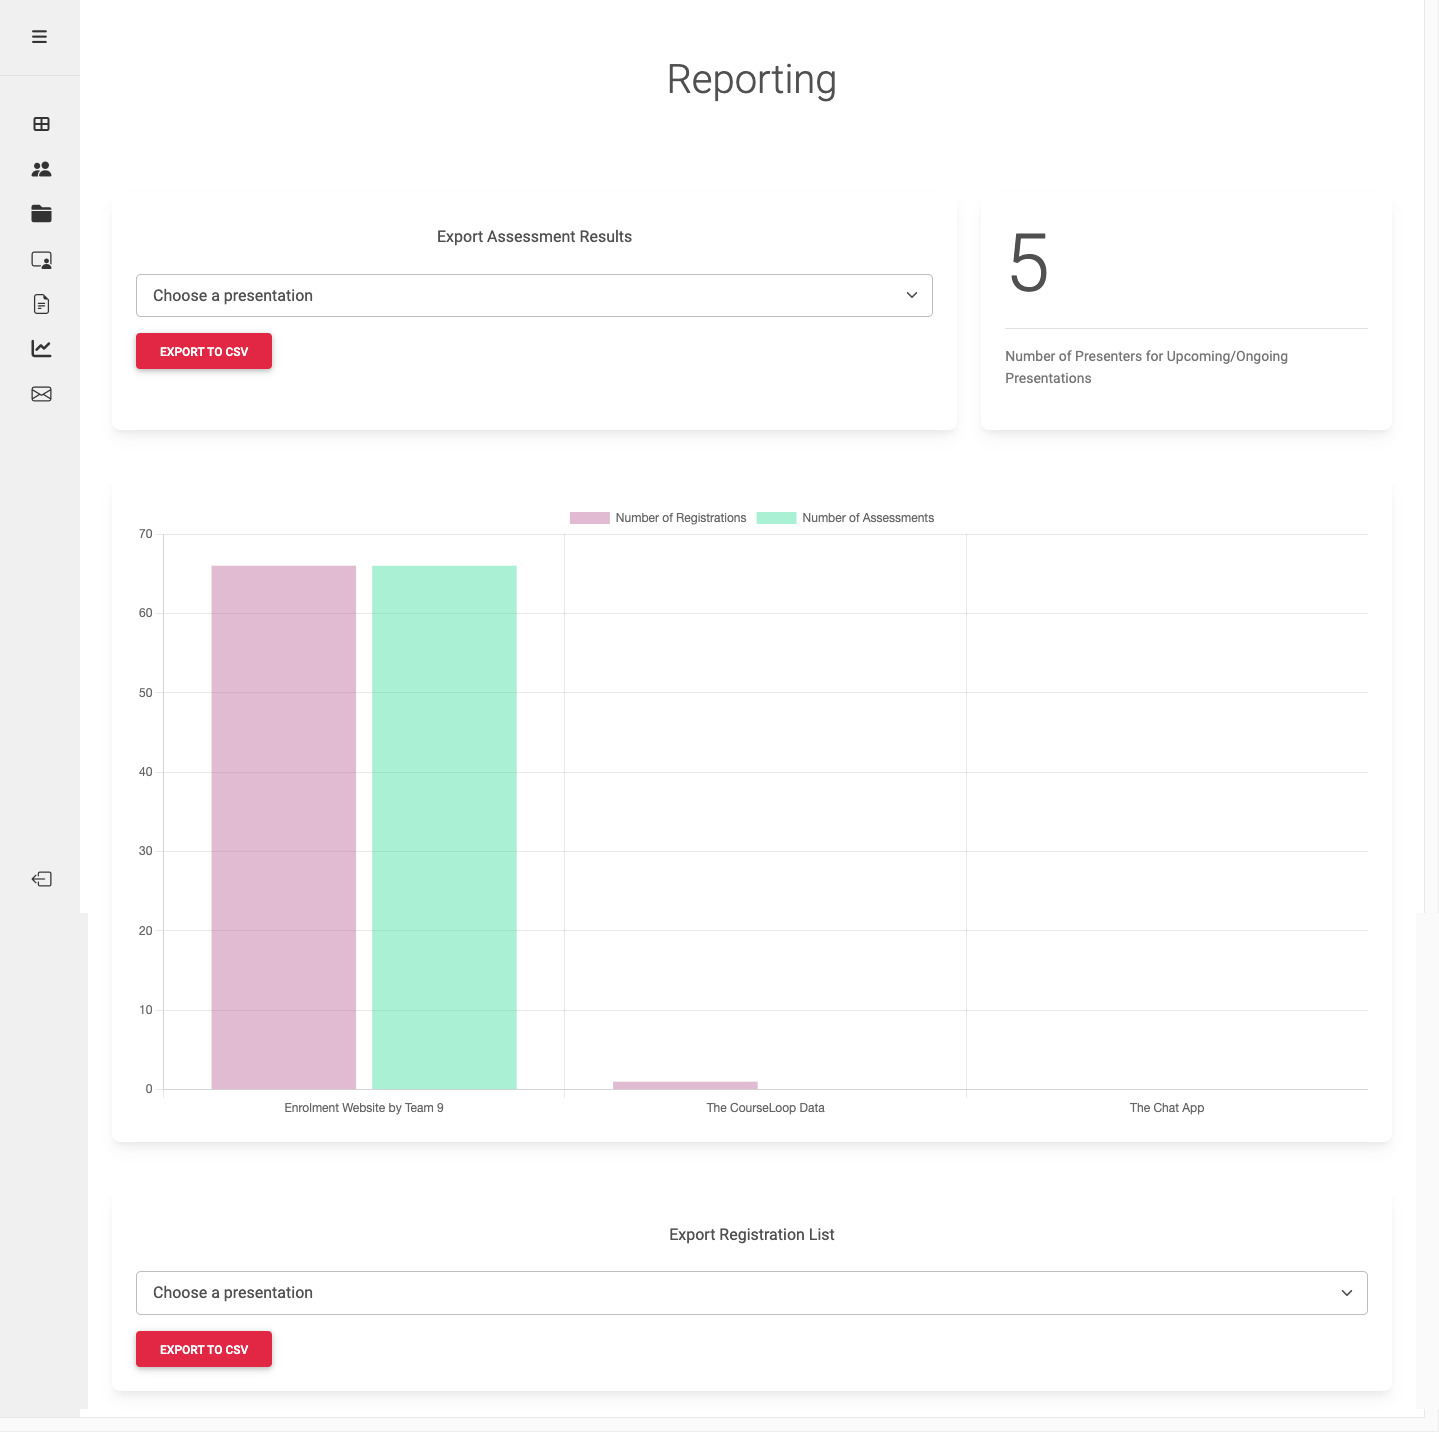 Reporting
Export Assessment Results
Choose a presentation
EXPORT TO CSV
5
Number of Presenters for Upcoming/Ongoing
Presentations
Number of Registrations
Number of Assessments
70
60
50
40
30
20
10
0
Enrolment Website by Team 9
The CourseLoop Data
The Chat App
Export Registration List
Choose a presentation
EXPORT TO CSV